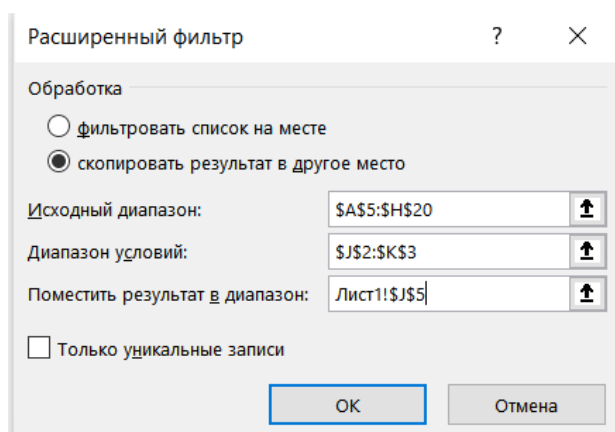 Расширенный фильтр ? ×
Обработка
фильтровать список на месте
скопировать результат в другое место
Исходный диапазон: $A$5:$H$20
Диапазон условий: $J$2:$K$3
Поместить результат в диапазон: Лист1!$J$5
Только уникальные записи
ОК Отмена